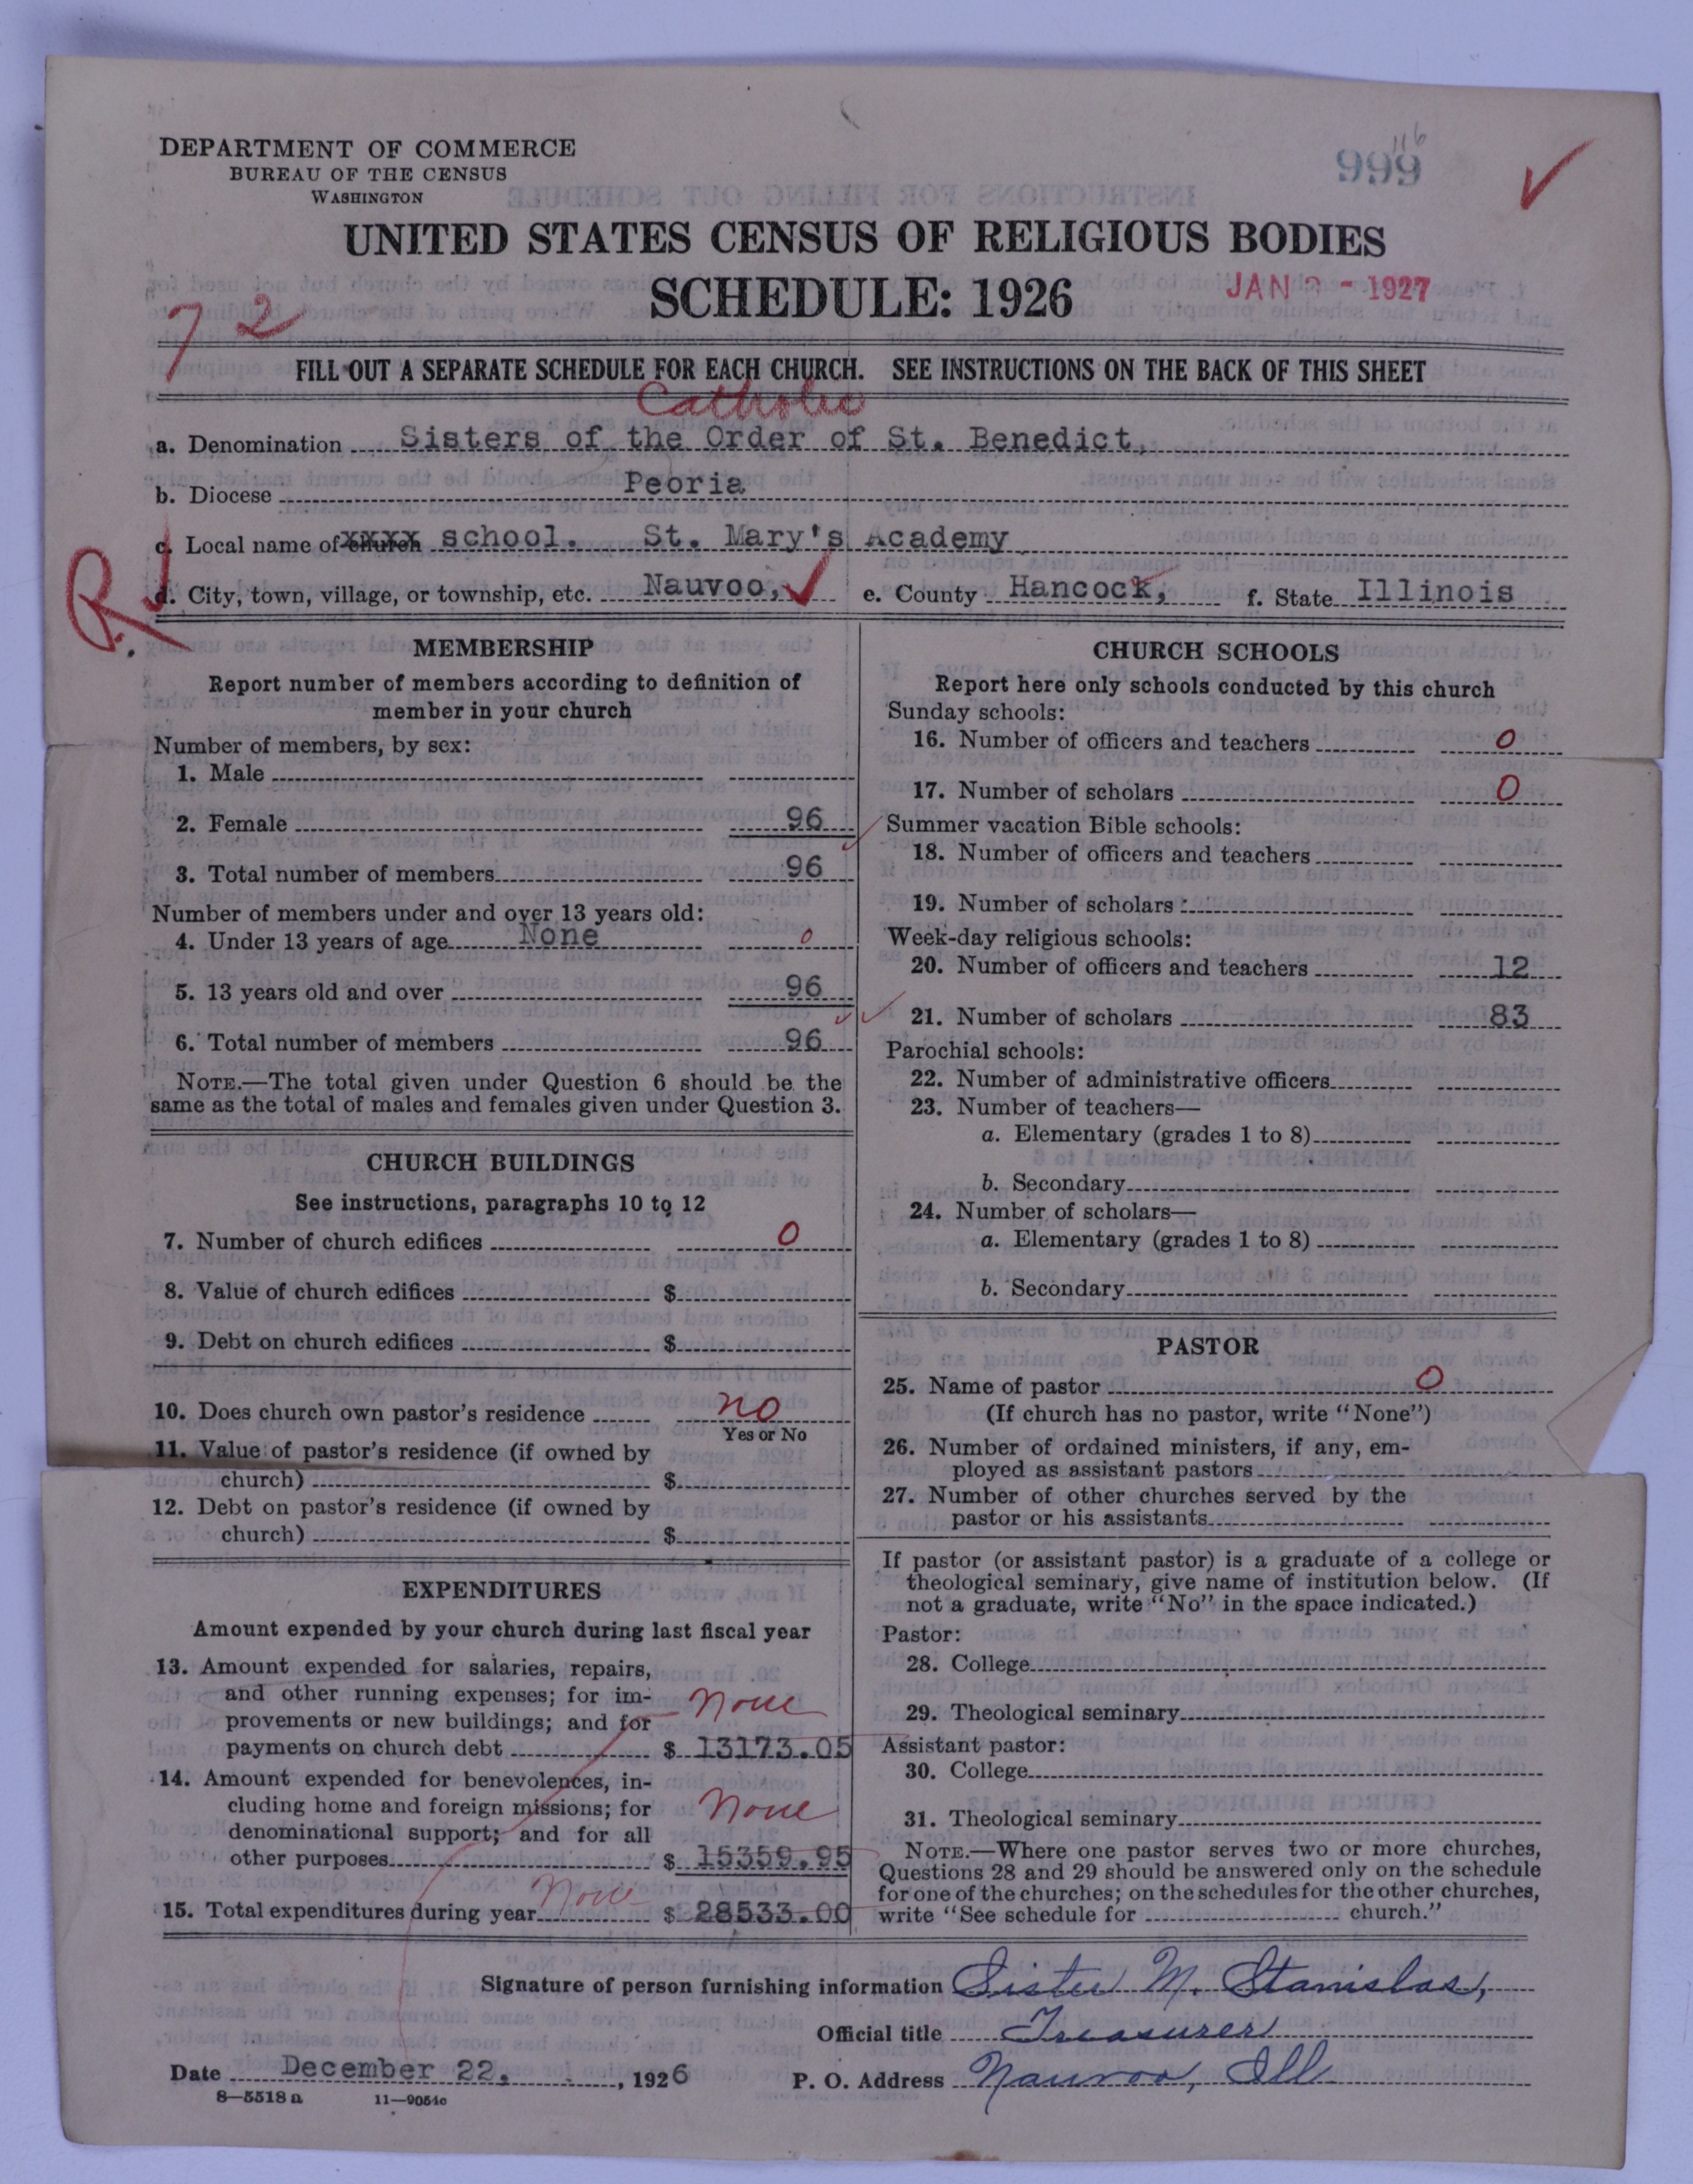 DEPARTMENT OF COMMERCE
BUREAU OF THE CENSUS
WASHINGTON
999
116
UNITED STATES CENSUS OF RELIGIOUS BODIES
SCHEDULE: 1926
JAN - 1927
72
FILL OUT A SEPARATE SCHEDULE FOR EACH CHURCH. SEE INSTRUCTIONS ON THE BACK OF THIS SHEET
Catholic
a. Denomination Sisters of the Order of St. Benedict,
b. Diocese Peoria
c. Local name of church xxxx school. St. Mary's Academy
R.
d. City, town, village, or township, etc. Nauvoo, e. County Hancock, f. State Illinois
MEMBERSHIP
Report number of members according to definition of
member in your church
Number of members, by sex:
1. Male
2. Female 96
3. Total number of members 96
Number of members under and over 13 years old:
4. Under 13 years of age None 0
5. 13 years old and over 96
6. Total number of members 96
NOTE.—The total given under Question 6 should be the
same as the total of males and females given under Question 3.
CHURCH BUILDINGS
See instructions, paragraphs 10 to 12
7. Number of church edifices 0
8. Value of church edifices $
9. Debt on church edifices $
10. Does church own pastor's residence no
Yes or No
11. Value of pastor's residence (if owned by
church) $
12. Debt on pastor's residence (if owned by
church) $
EXPENDITURES
Amount expended by your church during last fiscal year
13. Amount expended for salaries, repairs,
and other running expenses; for im-
provements or new buildings; and for
none
payments on church debt $ 13173.05
14. Amount expended for benevolences, in-
cluding home and foreign missions; for
none
denominational support; and for all
other purposes $ 15359.95
none
15. Total expenditures during year $ 28533.00
CHURCH SCHOOLS
Report here only schools conducted by this church
Sunday schools:
16. Number of officers and teachers 0
17. Number of scholars 0
Summer vacation Bible schools:
18. Number of officers and teachers
19. Number of scholars
Week-day religious schools:
20. Number of officers and teachers 12
21. Number of scholars 83
Parochial schools:
22. Number of administrative officers
23. Number of teachers—
a. Elementary (grades 1 to 8)
b. Secondary
24. Number of scholars—
a. Elementary (grades 1 to 8)
b. Secondary
PASTOR
25. Name of pastor 0
(If church has no pastor, write "None")
26. Number of ordained ministers, if any, em-
ployed as assistant pastors
27. Number of other churches served by the
pastor or his assistants
If pastor (or assistant pastor) is a graduate of a college or
theological seminary, give name of institution below. (If
not a graduate, write "No" in the space indicated.)
Pastor:
28. College
29. Theological seminary
Assistant pastor:
30. College
31. Theological seminary
NOTE.—Where one pastor serves two or more churches,
Questions 28 and 29 should be answered only on the schedule
for one of the churches; on the schedules for the other churches,
write "See schedule for church."
Signature of person furnishing information Sister M. Stanislas,
Official title Treasurer
Date December 22, , 1926 P. O. Address Nauvoo, Ill
8—5518a 11—9051c